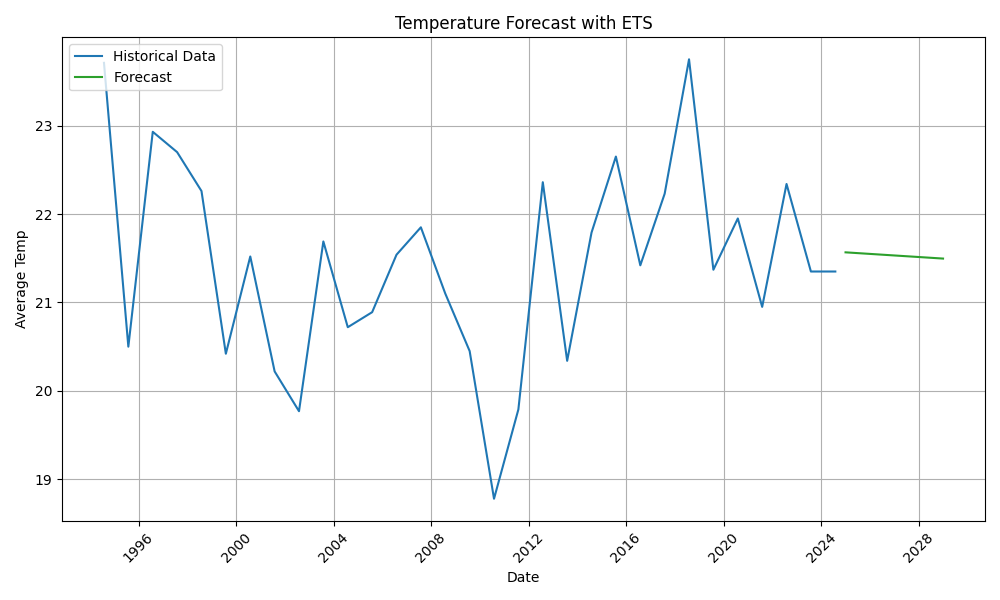 Temperature Forecast with ETS
Historical Data
Forecast
23
22
21
20
19
Average Temp
1996
2000
2004
2008
2012
2016
2020
2024
2028
Date